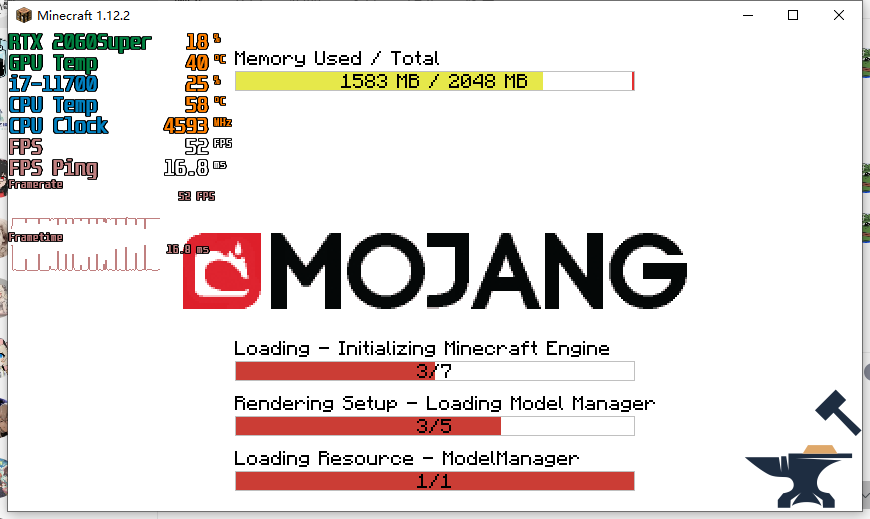 Minecraft 1.12.2
RTX 2060Super 18 %
GPU Temp 40 °C
i7-11700 25 %
CPU Temp 58 °C
CPU Clock 4593 MHz
FPS 52 FPS
FPS Ping 16.8 ms
Framerate
52 FPS
Frametime
16.8 ms
Memory Used / Total
1583 MB / 2048 MB
MOJANG
Loading - Initializing Minecraft Engine
3/7
Rendering Setup - Loading Model Manager
3/5
Loading Resource - ModelManager
1/1